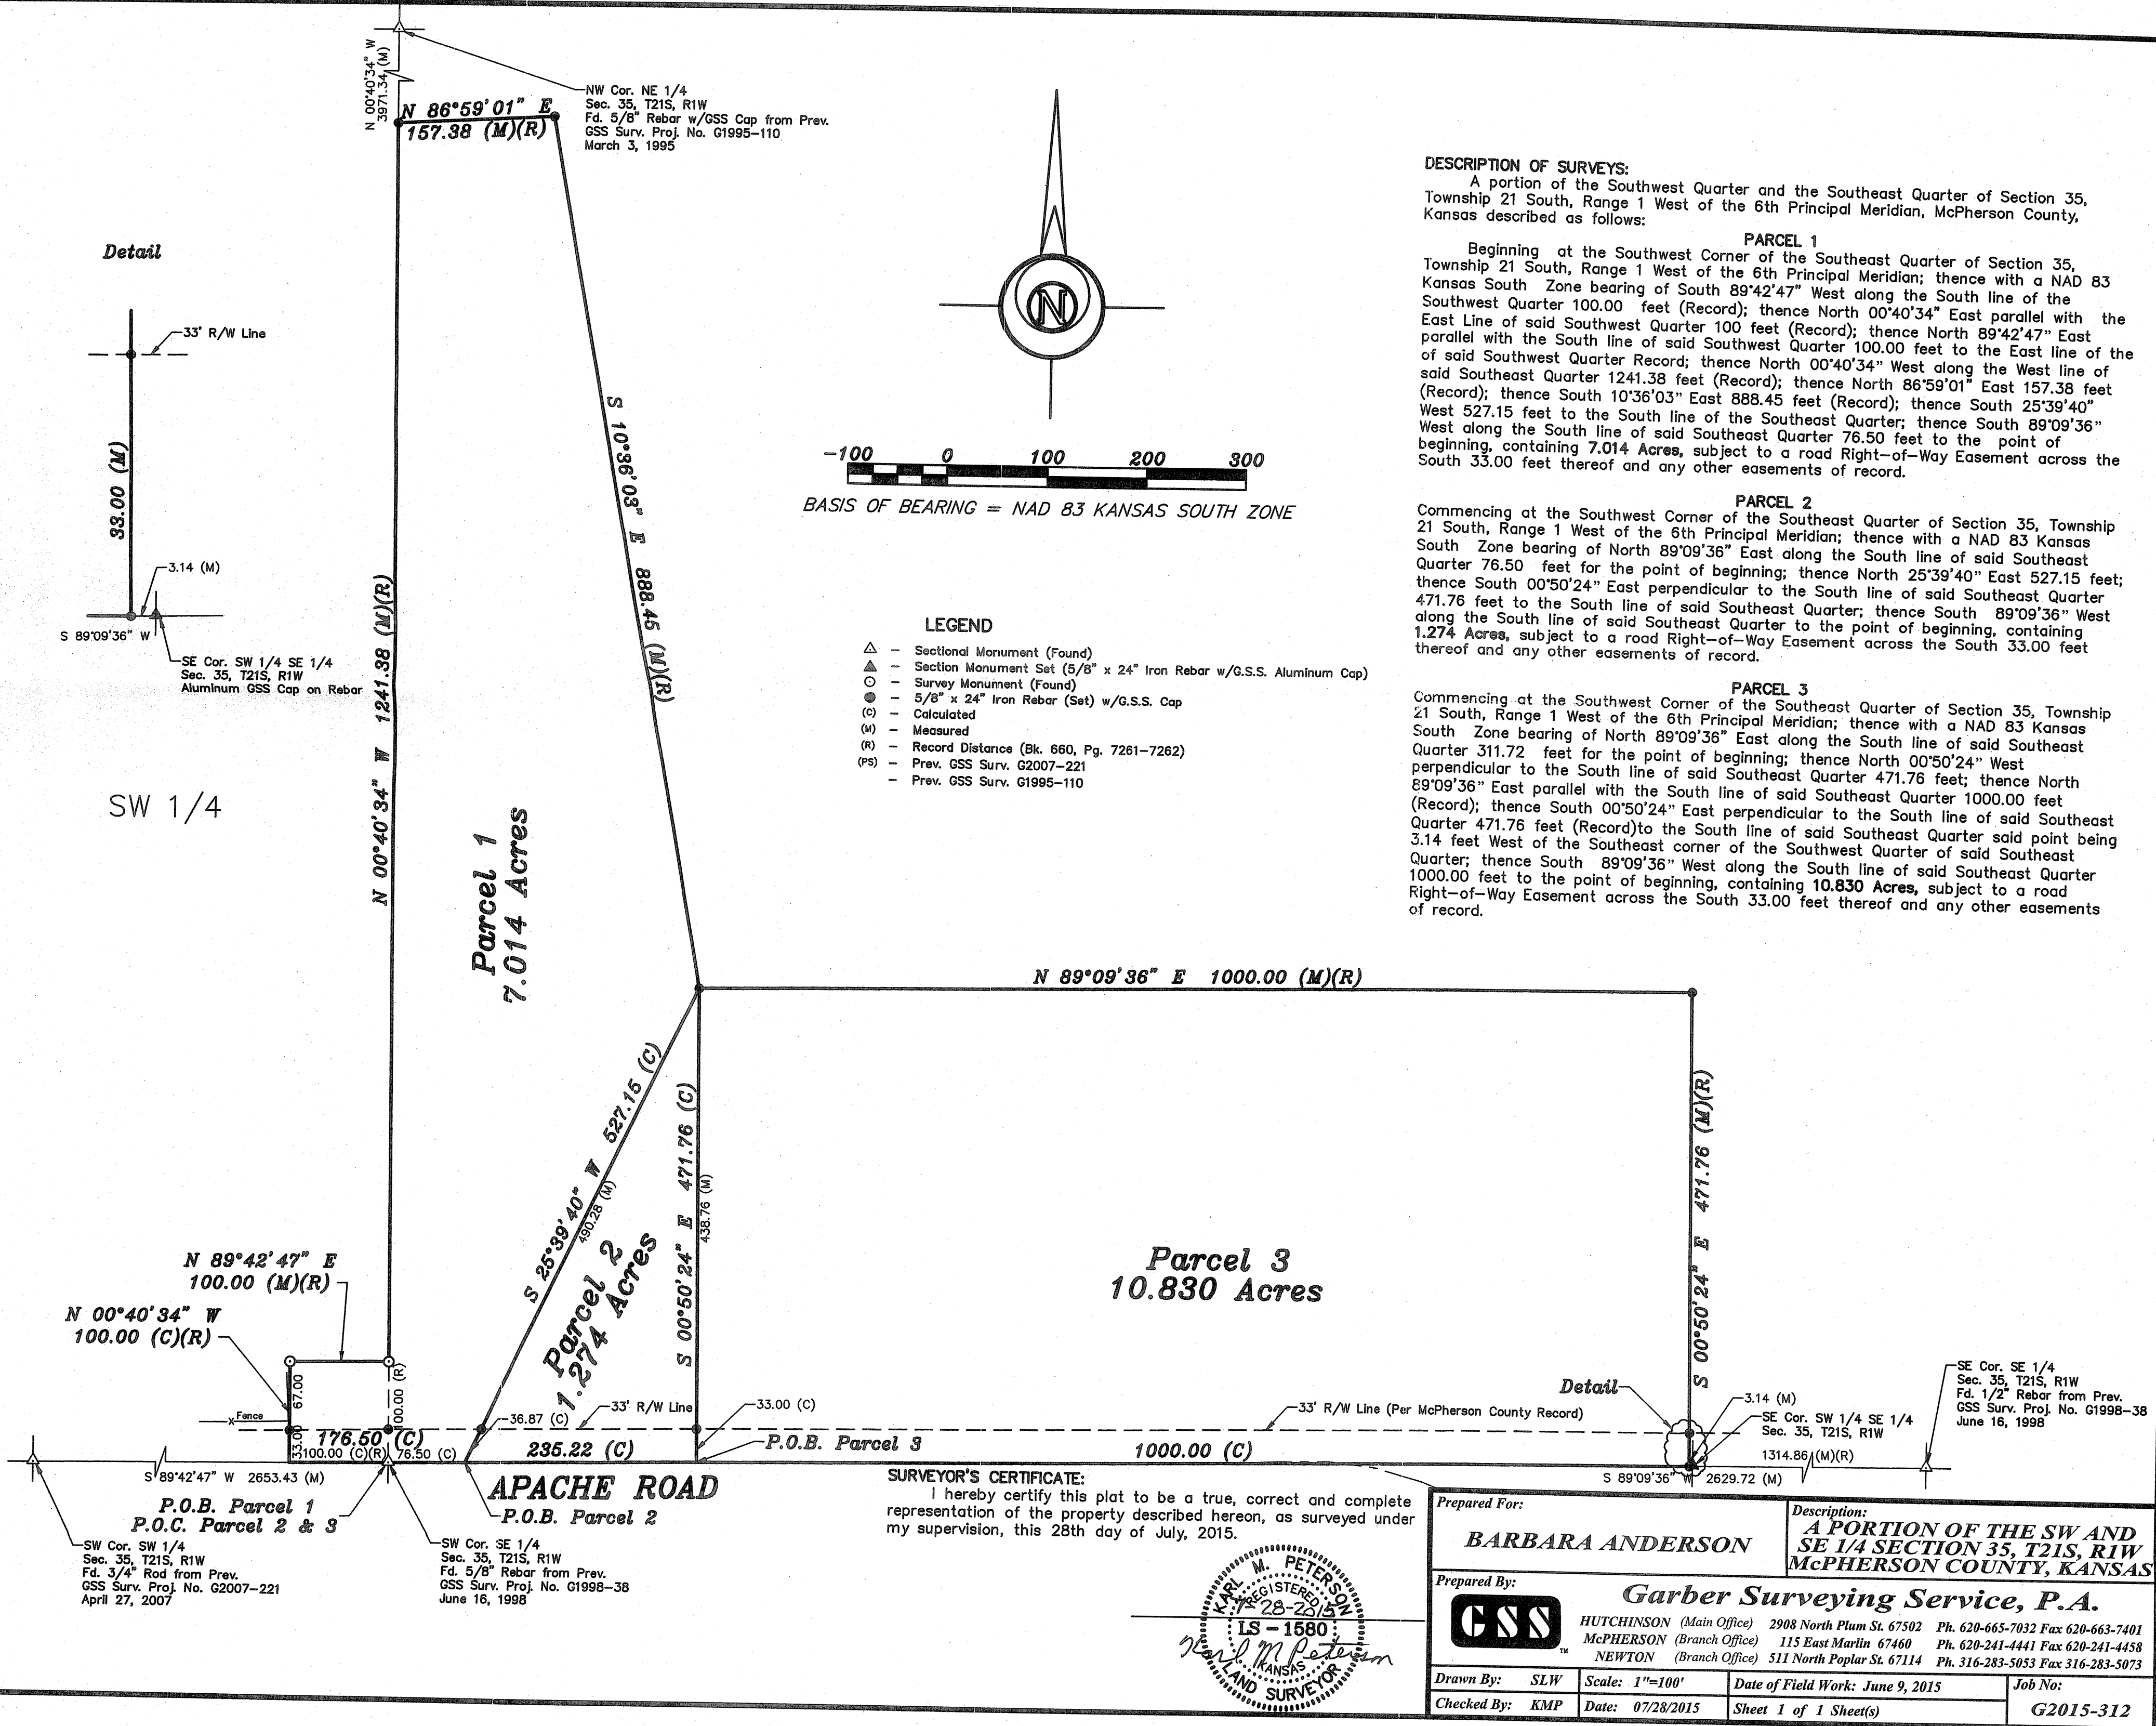 N 00°40'34" W
3971.34 (M)
NW Cor. NE 1/4
Sec. 35, T21S, R1W
Fd. 5/8" Rebar w/GSS Cap from Prev.
GSS Surv. Proj. No. G1995-110
March 3, 1995
N 86°59'01" E
157.38 (M)(R)
Detail
33' R/W Line
33.00 (M)
3.14 (M)
S 89°09'36" W
SE Cor. SW 1/4 SE 1/4
Sec. 35, T21S, R1W
Aluminum GSS Cap on Rebar
SW 1/4
N 00°40'34" W 1241.38 (M)(R)
S 10°36'03" E 888.45 (M)(R)
Parcel 1
7.014 Acres
N
-100 0 100 200 300
BASIS OF BEARING = NAD 83 KANSAS SOUTH ZONE
LEGEND
△ - Sectional Monument (Found)
▲ - Section Monument Set (5/8" x 24" Iron Rebar w/G.S.S. Aluminum Cap)
⊙ - Survey Monument (Found)
● - 5/8" x 24" Iron Rebar (Set) w/G.S.S. Cap
(C) - Calculated
(M) - Measured
(R) - Record Distance (Bk. 660, Pg. 7261-7262)
(PS) - Prev. GSS Surv. G2007-221
- Prev. GSS Surv. G1995-110
DESCRIPTION OF SURVEYS:
A portion of the Southwest Quarter and the Southeast Quarter of Section 35,
Township 21 South, Range 1 West of the 6th Principal Meridian, McPherson County,
Kansas described as follows:
PARCEL 1
Beginning at the Southwest Corner of the Southeast Quarter of Section 35,
Township 21 South, Range 1 West of the 6th Principal Meridian; thence with a NAD 83
Kansas South Zone bearing of South 89°42'47" West along the South line of the
Southwest Quarter 100.00 feet (Record); thence North 00°40'34" East parallel with the
East Line of said Southwest Quarter 100 feet (Record); thence North 89°42'47" East
parallel with the South line of said Southwest Quarter 100.00 feet to the East line of the
of said Southwest Quarter Record; thence North 00°40'34" West along the West line of
said Southeast Quarter 1241.38 feet (Record); thence North 86°59'01" East 157.38 feet
(Record); thence South 10°36'03" East 888.45 feet (Record); thence South 25°39'40"
West 527.15 feet to the South line of the Southeast Quarter; thence South 89°09'36"
West along the South line of said Southeast Quarter 76.50 feet to the point of
beginning, containing 7.014 Acres, subject to a road Right-of-Way Easement across the
South 33.00 feet thereof and any other easements of record.
PARCEL 2
Commencing at the Southwest Corner of the Southeast Quarter of Section 35, Township
21 South, Range 1 West of the 6th Principal Meridian; thence with a NAD 83 Kansas
South Zone bearing of North 89°09'36" East along the South line of said Southeast
Quarter 76.50 feet for the point of beginning; thence North 25°39'40" East 527.15 feet;
thence South 00°50'24" East perpendicular to the South line of said Southeast Quarter
471.76 feet to the South line of said Southeast Quarter; thence South 89°09'36" West
along the South line of said Southeast Quarter to the point of beginning, containing
1.274 Acres, subject to a road Right-of-Way Easement across the South 33.00 feet
thereof and any other easements of record.
PARCEL 3
Commencing at the Southwest Corner of the Southeast Quarter of Section 35, Township
21 South, Range 1 West of the 6th Principal Meridian; thence with a NAD 83 Kansas
South Zone bearing of North 89°09'36" East along the South line of said Southeast
Quarter 311.72 feet for the point of beginning; thence North 00°50'24" West
perpendicular to the South line of said Southeast Quarter 471.76 feet; thence North
89°09'36" East parallel with the South line of said Southeast Quarter 1000.00 feet
(Record); thence South 00°50'24" East perpendicular to the South line of said Southeast
Quarter 471.76 feet (Record)to the South line of said Southeast Quarter said point being
3.14 feet West of the Southeast corner of the Southwest Quarter of said Southeast
Quarter; thence South 89°09'36" West along the South line of said Southeast Quarter
1000.00 feet to the point of beginning, containing 10.830 Acres, subject to a road
Right-of-Way Easement across the South 33.00 feet thereof and any other easements
of record.
N 89°09'36" E 1000.00 (M)(R)
S 25°39'40" W 527.15 (C)
490.28 (M)
S 00°50'24" E 471.76 (C)
438.76 (M)
Parcel 2
1.274 Acres
Parcel 3
10.830 Acres
S 00°50'24" E 471.76 (M)(R)
N 89°42'47" E
100.00 (M)(R)
N 00°40'34" W
100.00 (C)(R)
67.00
100.00 (R)
x Fence
33.00
176.50 (C)
100.00 (C)(R) 76.50 (C)
36.87 (C)
33' R/W Line
33.00 (C)
235.22 (C)
P.O.B. Parcel 3
33' R/W Line (Per McPherson County Record)
1000.00 (C)
Detail
3.14 (M)
SE Cor. SW 1/4 SE 1/4
Sec. 35, T21S, R1W
SE Cor. SE 1/4
Sec. 35, T21S, R1W
Fd. 1/2" Rebar from Prev.
GSS Surv. Proj. No. G1998-38
June 16, 1998
1314.86 (M)(R)
S 89°09'36" W 2629.72 (M)
S 89°42'47" W 2653.43 (M)
APACHE ROAD
P.O.B. Parcel 1
P.O.C. Parcel 2 & 3
P.O.B. Parcel 2
SW Cor. SW 1/4
Sec. 35, T21S, R1W
Fd. 3/4" Rod from Prev.
GSS Surv. Proj. No. G2007-221
April 27, 2007
SW Cor. SE 1/4
Sec. 35, T21S, R1W
Fd. 5/8" Rebar from Prev.
GSS Surv. Proj. No. G1998-38
June 16, 1998
SURVEYOR'S CERTIFICATE:
I hereby certify this plat to be a true, correct and complete
representation of the property described hereon, as surveyed under
my supervision, this 28th day of July, 2015.
KARL M. PETERSON
REGISTERED
7-28-2015
LS-1580
Karl M Peterson
KANSAS
LAND SURVEYOR
Prepared For:
BARBARA ANDERSON
Description:
A PORTION OF THE SW AND
SE 1/4 SECTION 35, T21S, R1W
McPHERSON COUNTY, KANSAS
Prepared By:
GSS
TM
Garber Surveying Service, P.A.
HUTCHINSON (Main Office) 2908 North Plum St. 67502 Ph. 620-665-7032 Fax 620-663-7401
McPHERSON (Branch Office) 115 East Marlin 67460 Ph. 620-241-4441 Fax 620-241-4458
NEWTON (Branch Office) 511 North Poplar St. 67114 Ph. 316-283-5053 Fax 316-283-5073
Drawn By: SLW Scale: 1"=100' Date of Field Work: June 9, 2015 Job No:
Checked By: KMP Date: 07/28/2015 Sheet 1 of 1 Sheet(s) G2015-312